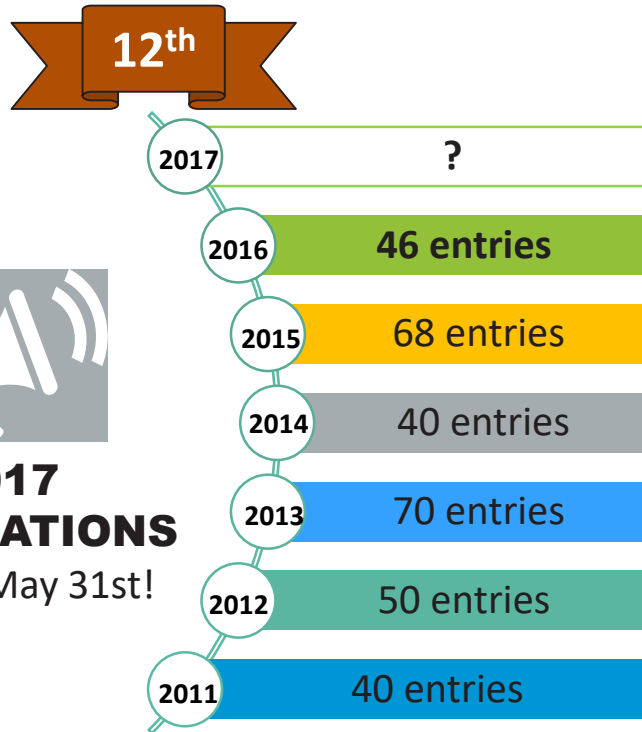 12th
2017
?
2016
46 entries
2015
68 entries
2014
40 entries
2013
70 entries
2012
50 entries
2011
40 entries
May 31st!